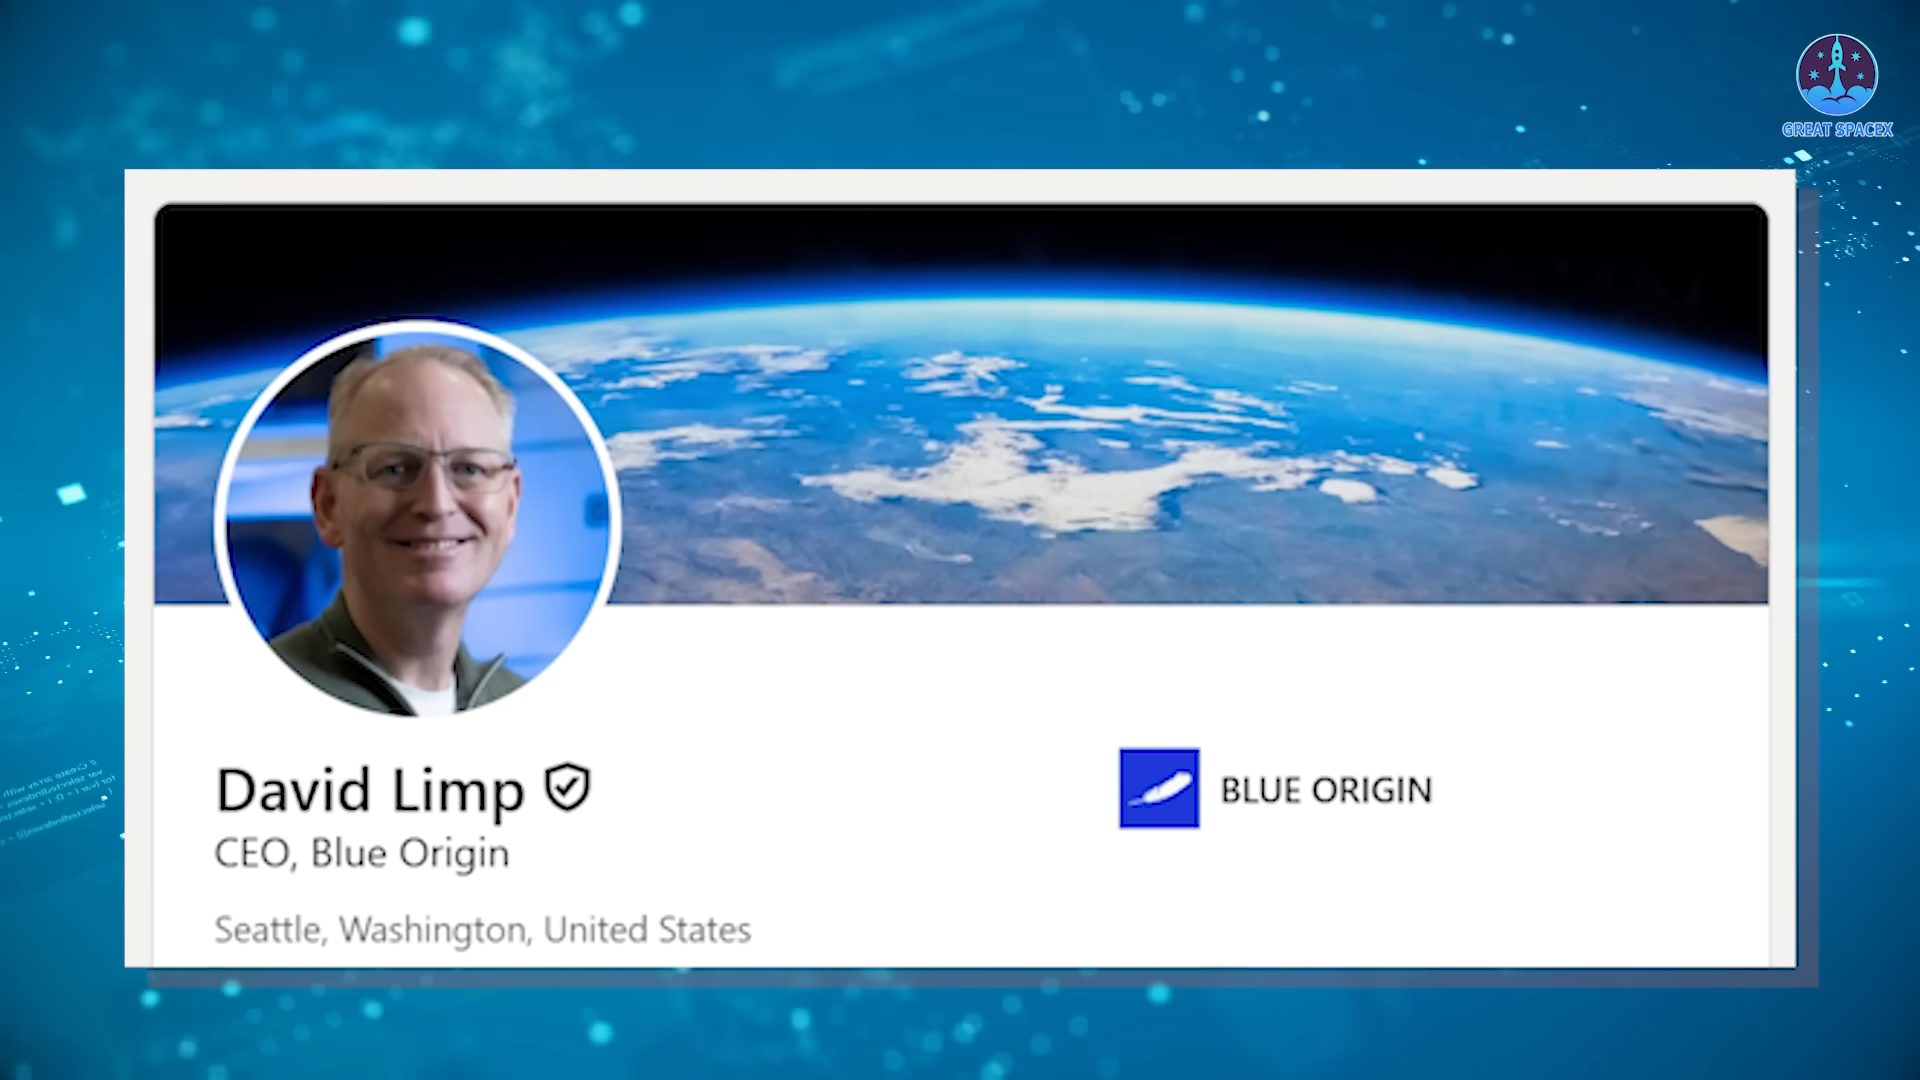 GREAT SPACEX
David Limp
BLUE ORIGIN
CEO, Blue Origin
Seattle, Washington, United States